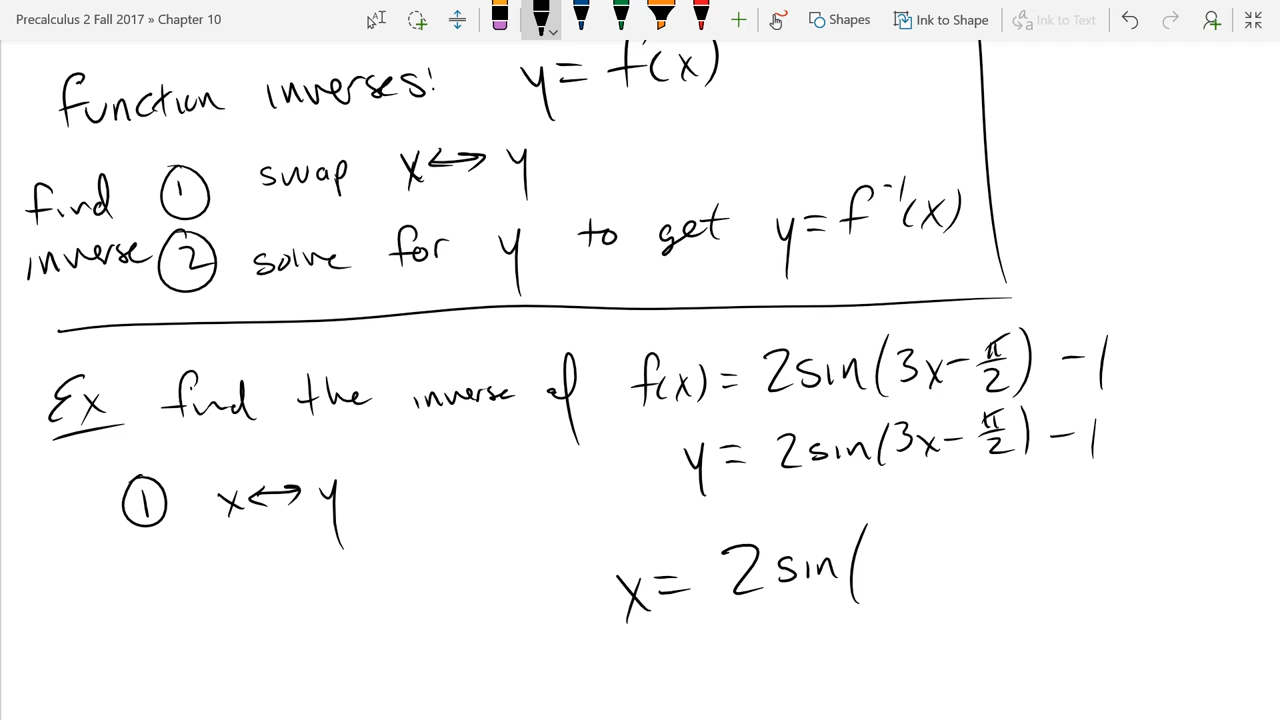 Precalculus 2 Fall 2017 » Chapter 10
Shapes
Ink to Shape
Ink to Text
function inverses: y = f(x)
find ① swap x ↔ y
inverse ② solve for y to get y = f⁻¹(x)
Ex find the inverse of f(x) = 2sin(3x - π/2) - 1
y = 2sin(3x - π/2) - 1
① x ↔ y
x = 2sin(